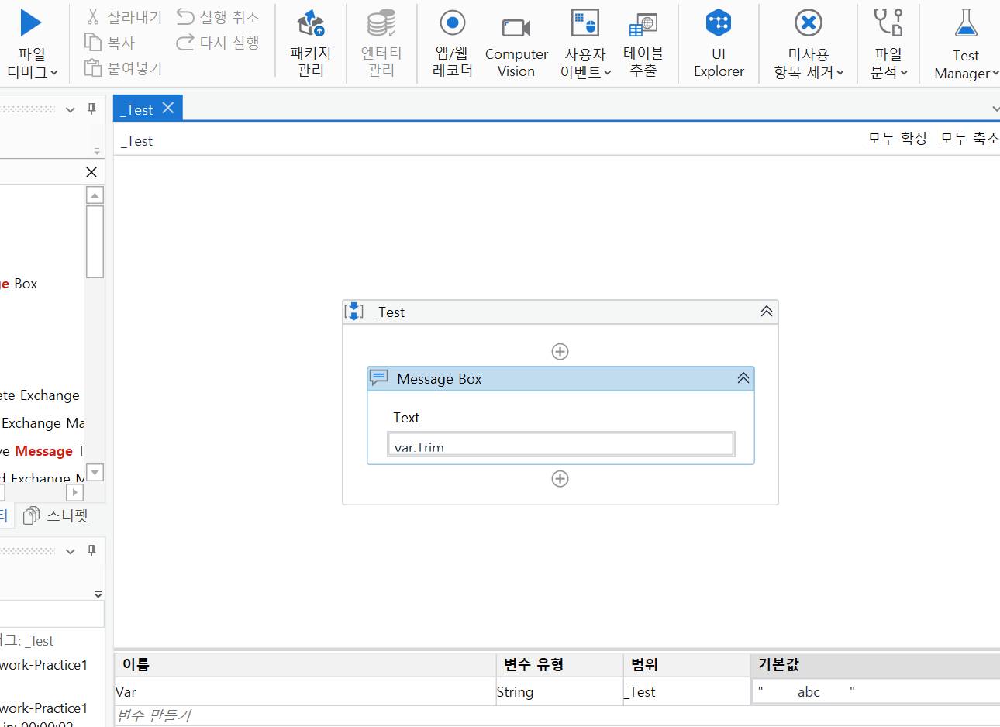 파일
디버그
잘라내기
복사
붙여넣기
실행 취소
다시 실행
패키지
관리
엔터티
관리
앱/웹
레코더
Computer
Vision
사용자
이벤트
테이블
추출
UI
Explorer
미사용
항목 제거
파일
분석
Test
Manager
_Test
_Test
모두 확장 모두 축소
Box
ete Exchange
Exchange Ma
ve Message T
d Exchange M
스니펫
그: _Test
work-Practice1
work-Practice1
in: 00:00:02
_Test
Message Box
Text
var.Trim
이름 변수 유형 범위 기본값
Var String _Test " abc "
변수 만들기